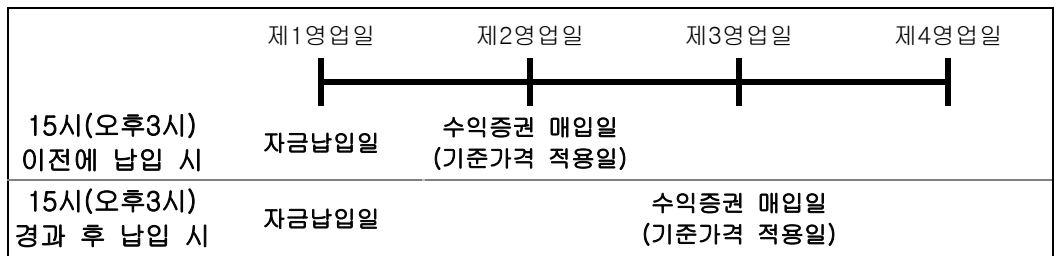 제1영업일 제2영업일 제3영업일 제4영업일
15시(오후3시)
이전에 납입 시
자금납입일
수익증권 매입일
(기준가격 적용일)
15시(오후3시)
경과 후 납입 시
자금납입일
수익증권 매입일
(기준가격 적용일)